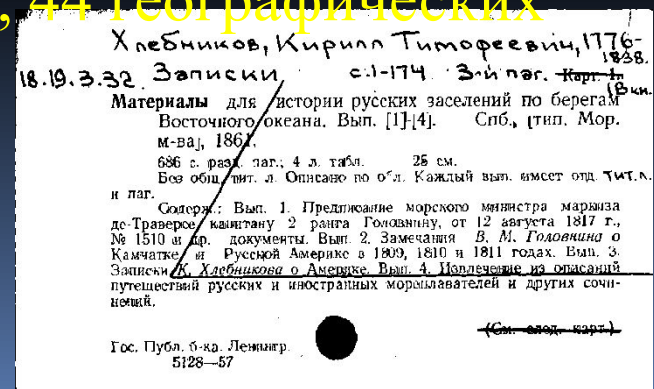 , 44 географических
Хлебников, Кирилл Тимофеевич, 1776-
1838.
18.19.3.32. Записки с.1-174. 3-й паг. Карт. 1.
(В кн.
Материалы для истории русских заселений по берегам
Восточного океана. Вып. [1]-[4]. Спб., [тип. Мор.
м-ва], 1861.
686 с. разд. паг.; 4 л. табл. 25 см.
Без общ. тит. л. Описано по обл. Каждый вып. имеет отд. тит. л.
и паг.
Содерж.: Вып. 1. Предписание морского министра маркиза
де-Траверсе капитану 2 ранга Головнину, от 12 августа 1817 г.,
№ 1510 и др. документы. Вып. 2. Замечания В. М. Головнина о
Камчатке и Русской Америке в 1809, 1810 и 1811 годах. Вып. 3.
Записки К. Хлебникова о Америке. Вып. 4. Извлечение из описаний
путешествий русских и иностранных мореплавателей и других сочи-
нений.
(См. след. карт.)
Гос. Публ. б-ка. Ленингр.
5128—57